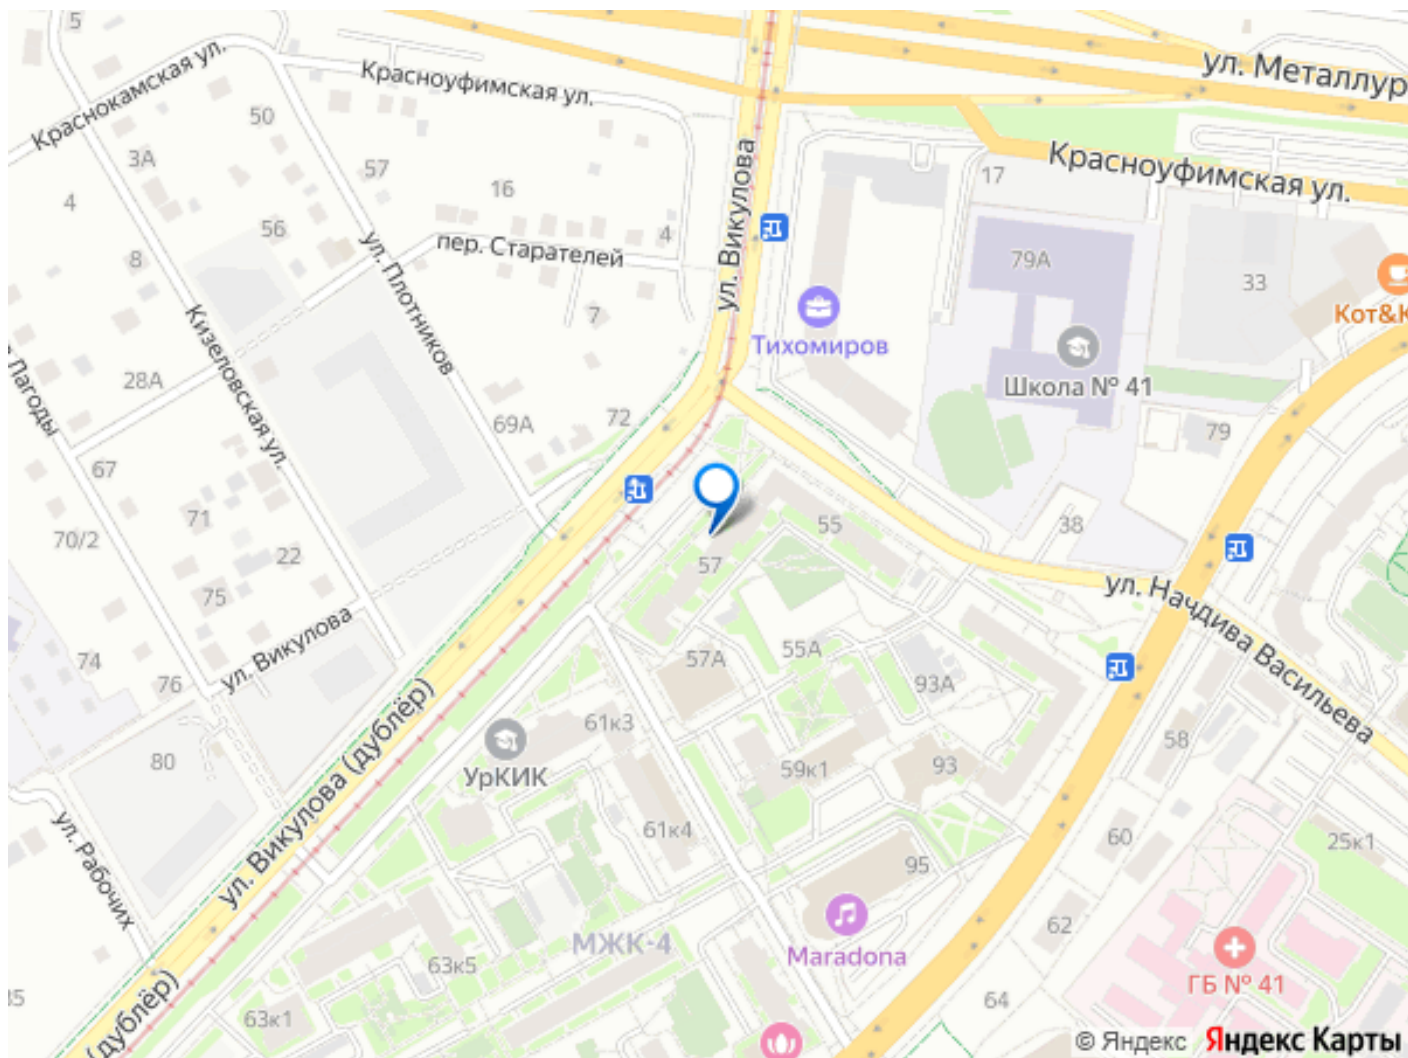 5
ул. Металлург
Краснокамская ул.
Красноуфимская ул.
50
3А
57
4
16
ул. Викулова
Красноуфимская ул.
17
56
4
8
пер. Старателей
79А
33
ул. Плотников
7
Тихомиров
Кот&К
Кизеловская ул.
Школа № 41
Пагоды
28А
69А
72
79
67
71
70/2
22
55
38
57
75
ул. Начдива Васильева
ул. Викулова
74
76
57А
55А
93А
61к3
58
80
УрКИК
59к1
93
ул. Викулова (дублёр)
ул. Рабочих
61к4
60
25к1
95
62
МЖК-4
Maradona
63к5
ГБ № 41
64
63к1
(дублёр)
© Яндекс Яндекс Карты